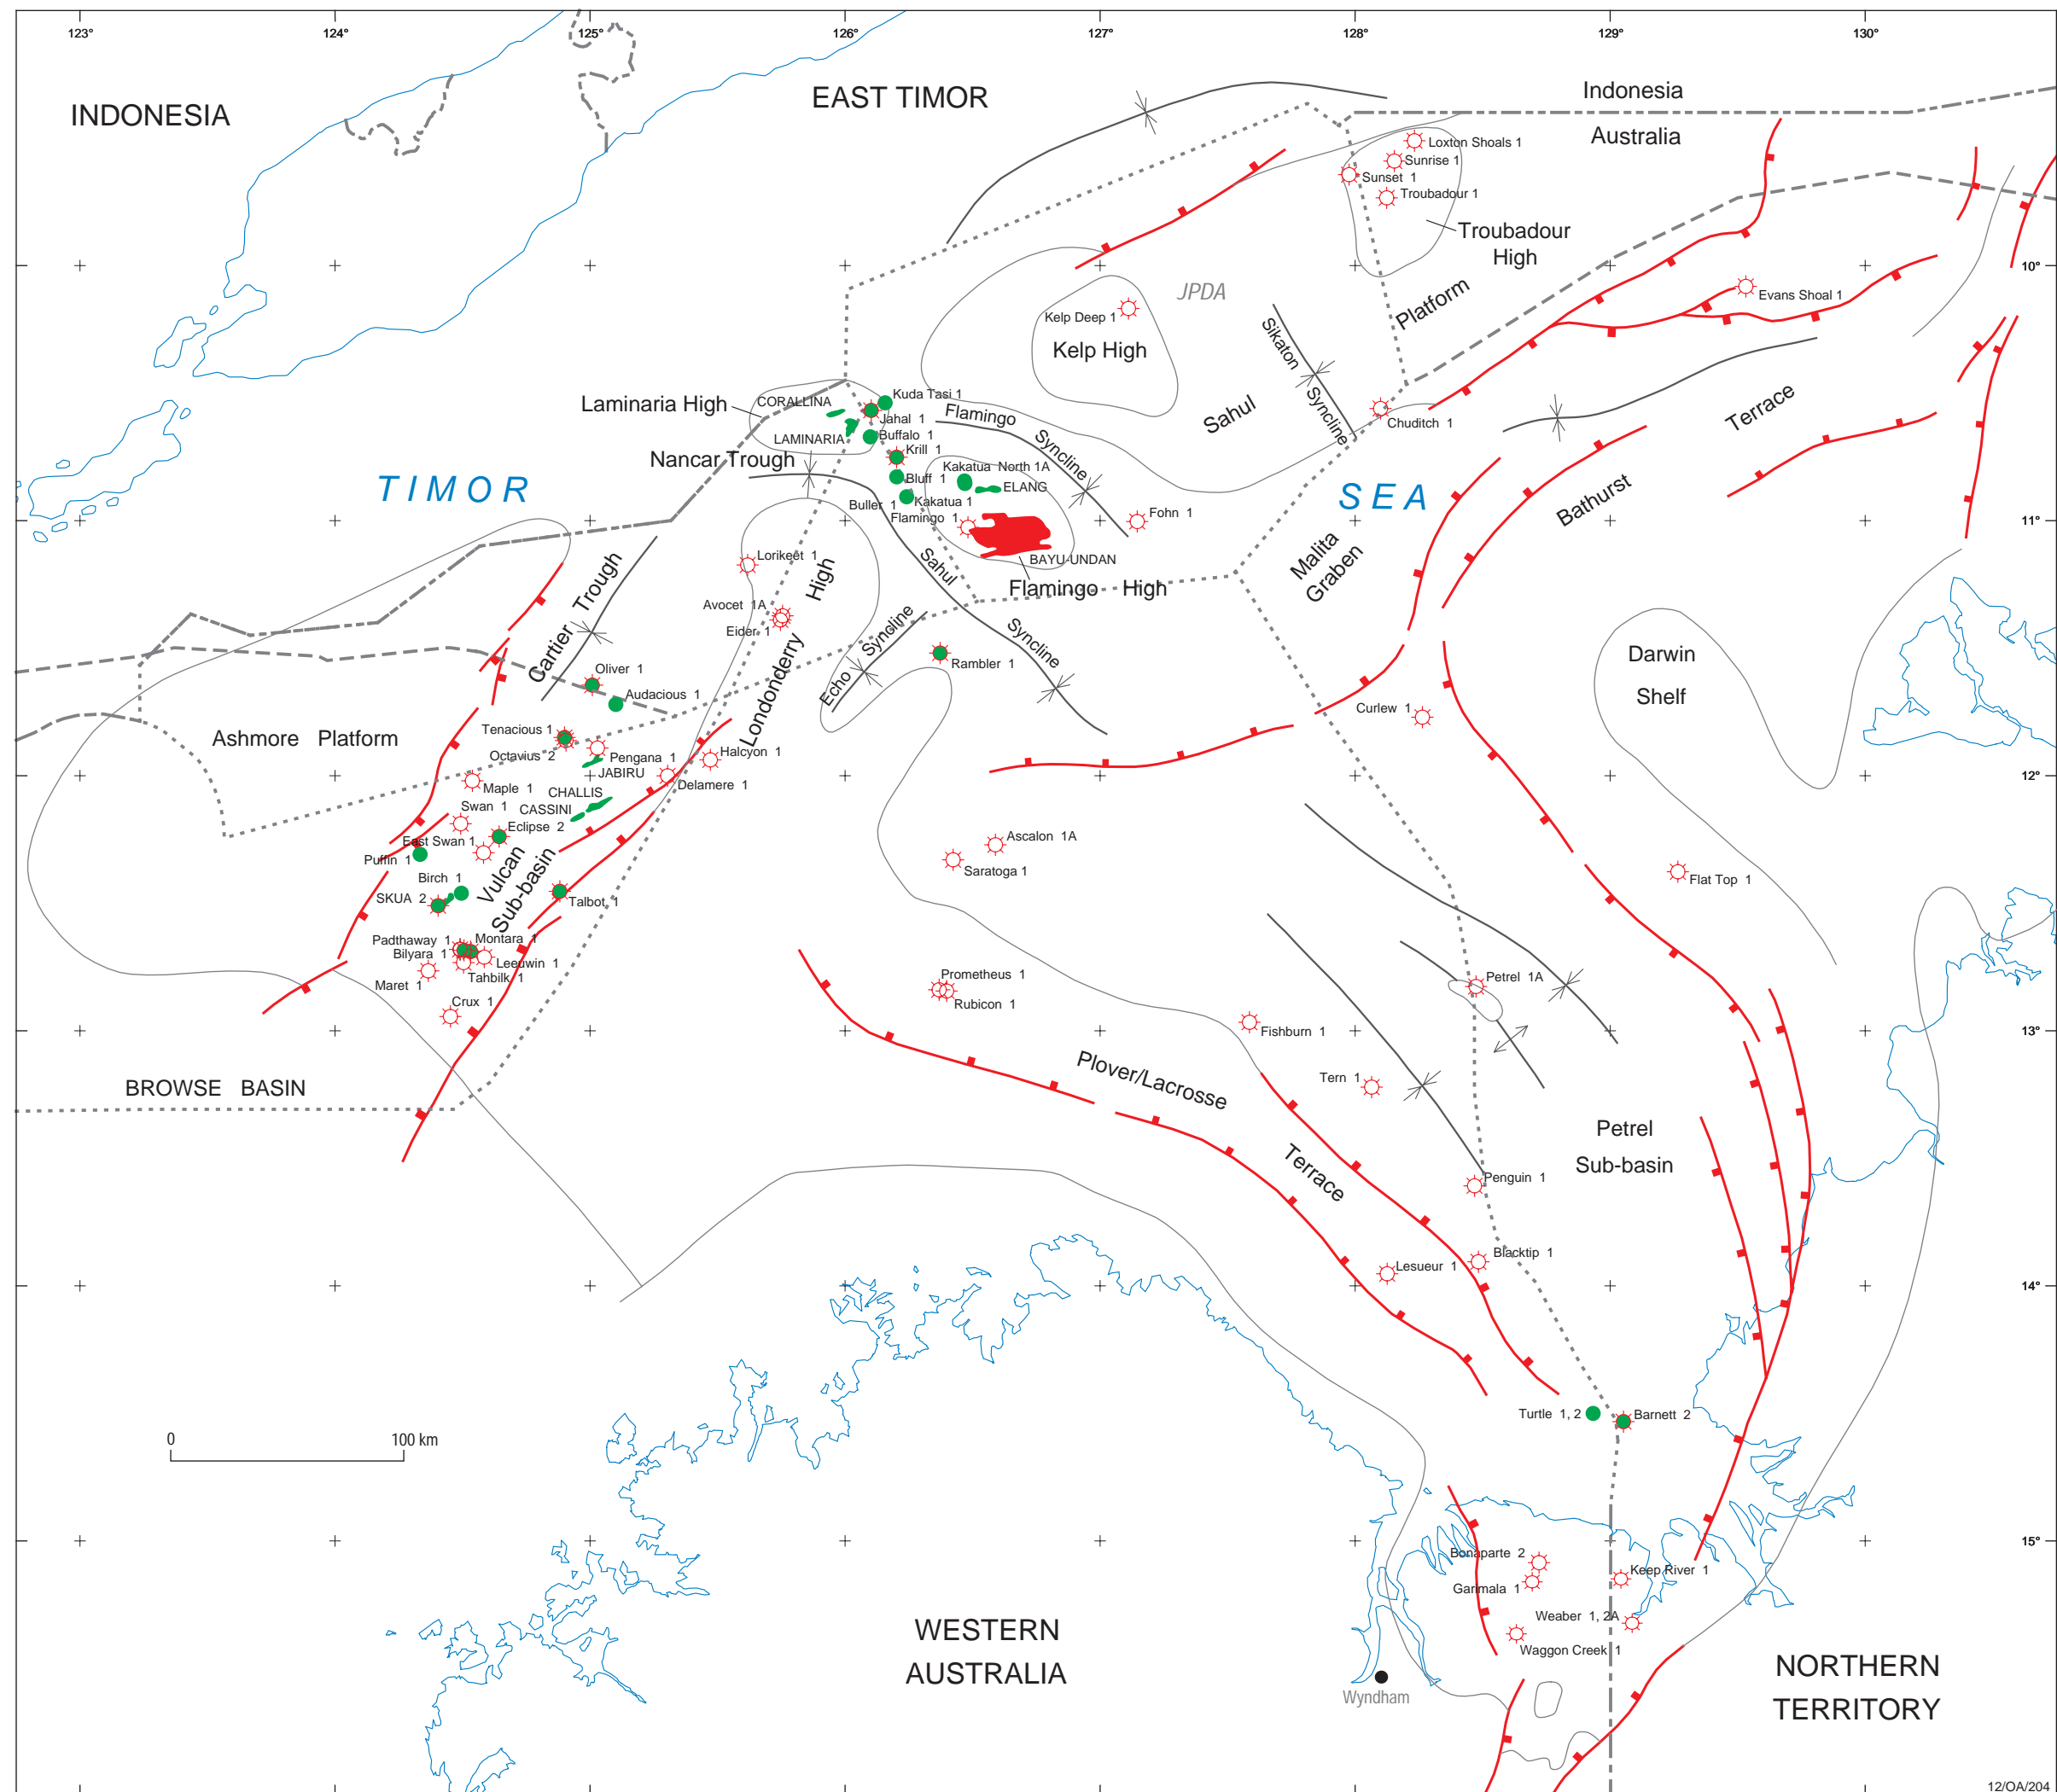 123°
124°
125°
126°
127°
128°
129°
130°
INDONESIA
EAST TIMOR
Indonesia
Australia
Loxton Shoals 1
Sunrise 1
Sunset 1
Troubadour 1
Troubadour
High
10°
JPDA
Platform
Evans Shoal 1
Kelp Deep 1
Kelp High
Sikatan
Syncline
Sahul
Terrace
Laminaria High
CORALLINA
Kuda Tasi 1
Jahal 1
LAMINARIA
Buffalo 1
Flamingo
Syncline
Chuditch 1
Nancar Trough
Krill 1
Bluff 1
Kakatua North 1A
ELANG
Buller 1
Kakatua 1
Flamingo 1
Fohn 1
BAYU-UNDAN
Flamingo High
TIMOR
SEA
Bathurst
11°
Malita
Graben
Lorikeet 1
Sahul
Syncline
High
Avocet 1A
Eider 1
Londonderry
Cartier Trough
Echo Syncline
Rambler 1
Oliver 1
Audacious 1
Darwin
Shelf
Curlew 1
Ashmore Platform
Tenacious 1
Octavius 2
Pengana 1
JABIRU
Halcyon 1
Delamere 1
12°
Maple 1
CHALLIS
CASSINI
Swan 1
Eclipse 2
East Swan 1
Puffin 1
Vulcan
Sub-basin
Birch 1
SKUA 2
Talbot 1
Ascalon 1A
Saratoga 1
Flat Top 1
Padthaway 1
Montara 1
Bilyara 1
Leeuwin 1
Tahbilk 1
Maret 1
Crux 1
Prometheus 1
Rubicon 1
Petrel 1A
Fishburn 1
13°
BROWSE BASIN
Plover/Lacrosse
Terrace
Tern 1
Petrel
Sub-basin
Penguin 1
Blacktip 1
Lesueur 1
14°
Turtle 1, 2
Barnett 2
0
100 km
15°
Bonaparte 2
Garimala 1
Keep River 1
Weaber 1, 2A
Waggon Creek 1
WESTERN
AUSTRALIA
Wyndham
NORTHERN
TERRITORY
12/OA/204